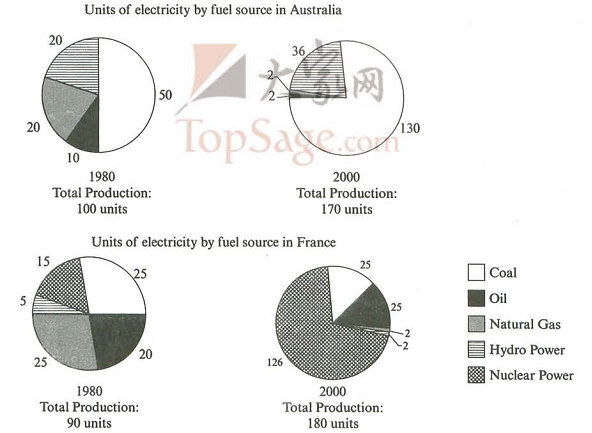 Units of electricity by fuel source in Australia
20
50
20
10
1980
Total Production:
100 units
36
2
2
130
2000
Total Production:
170 units
大家网
TopSage.com
Units of electricity by fuel source in France
15
25
5
25
20
1980
Total Production:
90 units
25
25
2
2
126
2000
Total Production:
180 units
Coal
Oil
Natural Gas
Hydro Power
Nuclear Power